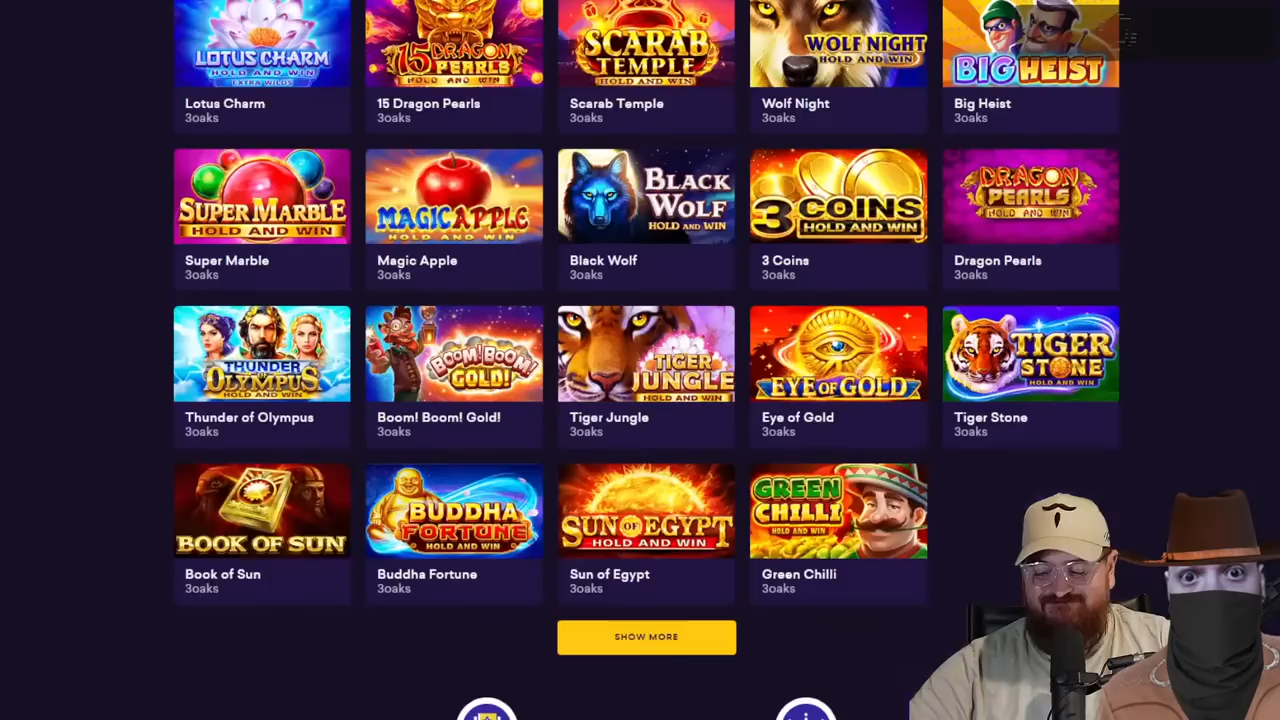 LOTUS CHARM
HOLD AND WIN
EXTRA WILDS
15 DRAGON PEARLS
HOLD AND WIN
SCARAB TEMPLE
HOLD AND WIN
WOLF NIGHT
HOLD AND WIN
BIG HEIST
Lotus Charm
3oaks
15 Dragon Pearls
3oaks
Scarab Temple
3oaks
Wolf Night
3oaks
Big Heist
3oaks
SUPER MARBLE
HOLD AND WIN
MAGIC APPLE
HOLD AND WIN
BLACK WOLF
HOLD AND WIN
3 COINS
HOLD AND WIN
DRAGON PEARLS
HOLD AND WIN
Super Marble
3oaks
Magic Apple
3oaks
Black Wolf
3oaks
3 Coins
3oaks
Dragon Pearls
3oaks
THUNDER OF OLYMPUS
HOLD AND WIN
BOOM! BOOM! GOLD!
TIGER JUNGLE
HOLD AND WIN
EYE OF GOLD
TIGER STONE
HOLD AND WIN
Thunder of Olympus
3oaks
Boom! Boom! Gold!
3oaks
Tiger Jungle
3oaks
Eye of Gold
3oaks
Tiger Stone
3oaks
BOOK OF SUN
BUDDHA FORTUNE
HOLD AND WIN
SUN OF EGYPT
HOLD AND WIN
GREEN CHILLI
HOLD AND WIN
Book of Sun
3oaks
Buddha Fortune
3oaks
Sun of Egypt
3oaks
Green Chilli
3oaks
SHOW MORE